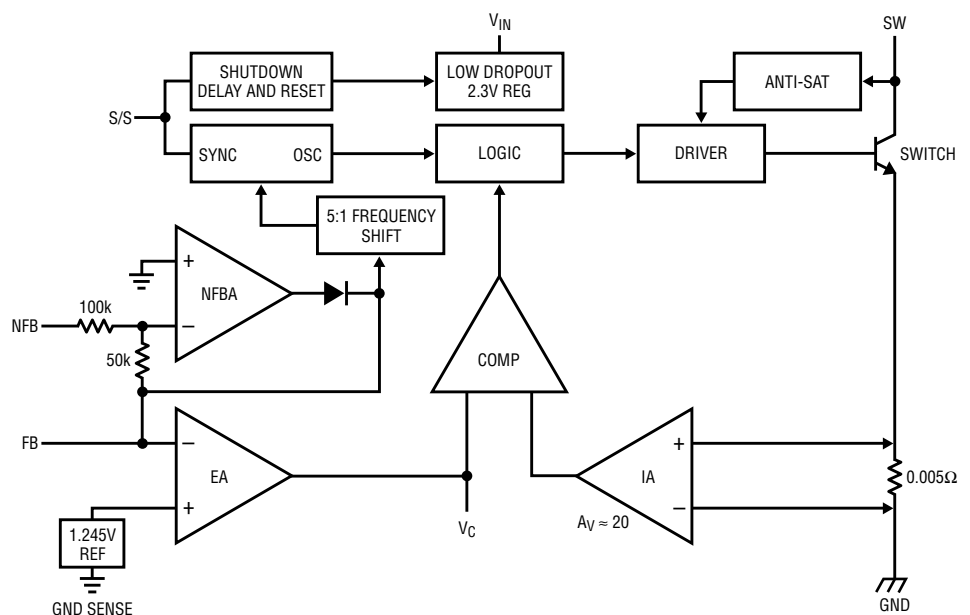 V_IN
SW
SHUTDOWN
DELAY AND RESET
LOW DROPOUT
2.3V REG
ANTI-SAT
S/S
SYNC
OSC
LOGIC
DRIVER
SWITCH
5:1 FREQUENCY
SHIFT
+
NFBA
–
100k
NFB
50k
COMP
FB
–
EA
+
+
IA
–
0.005Ω
A_V ≈ 20
V_C
1.245V
REF
GND SENSE
GND